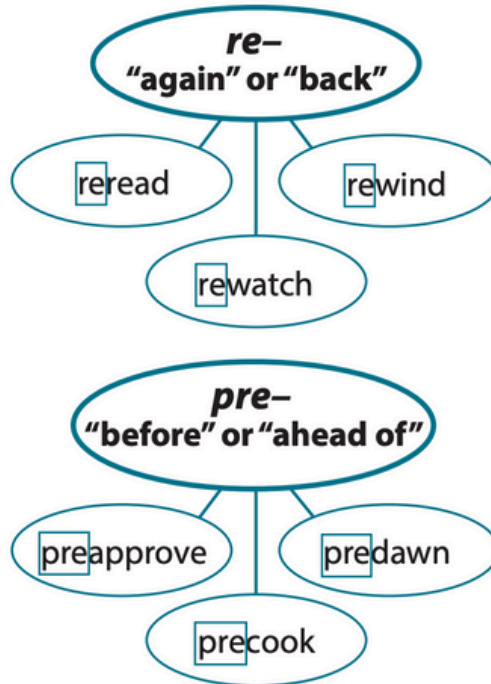 re–
“again” or “back”
reread
rewind
rewatch
pre–
“before” or “ahead of”
preapprove
predawn
precook